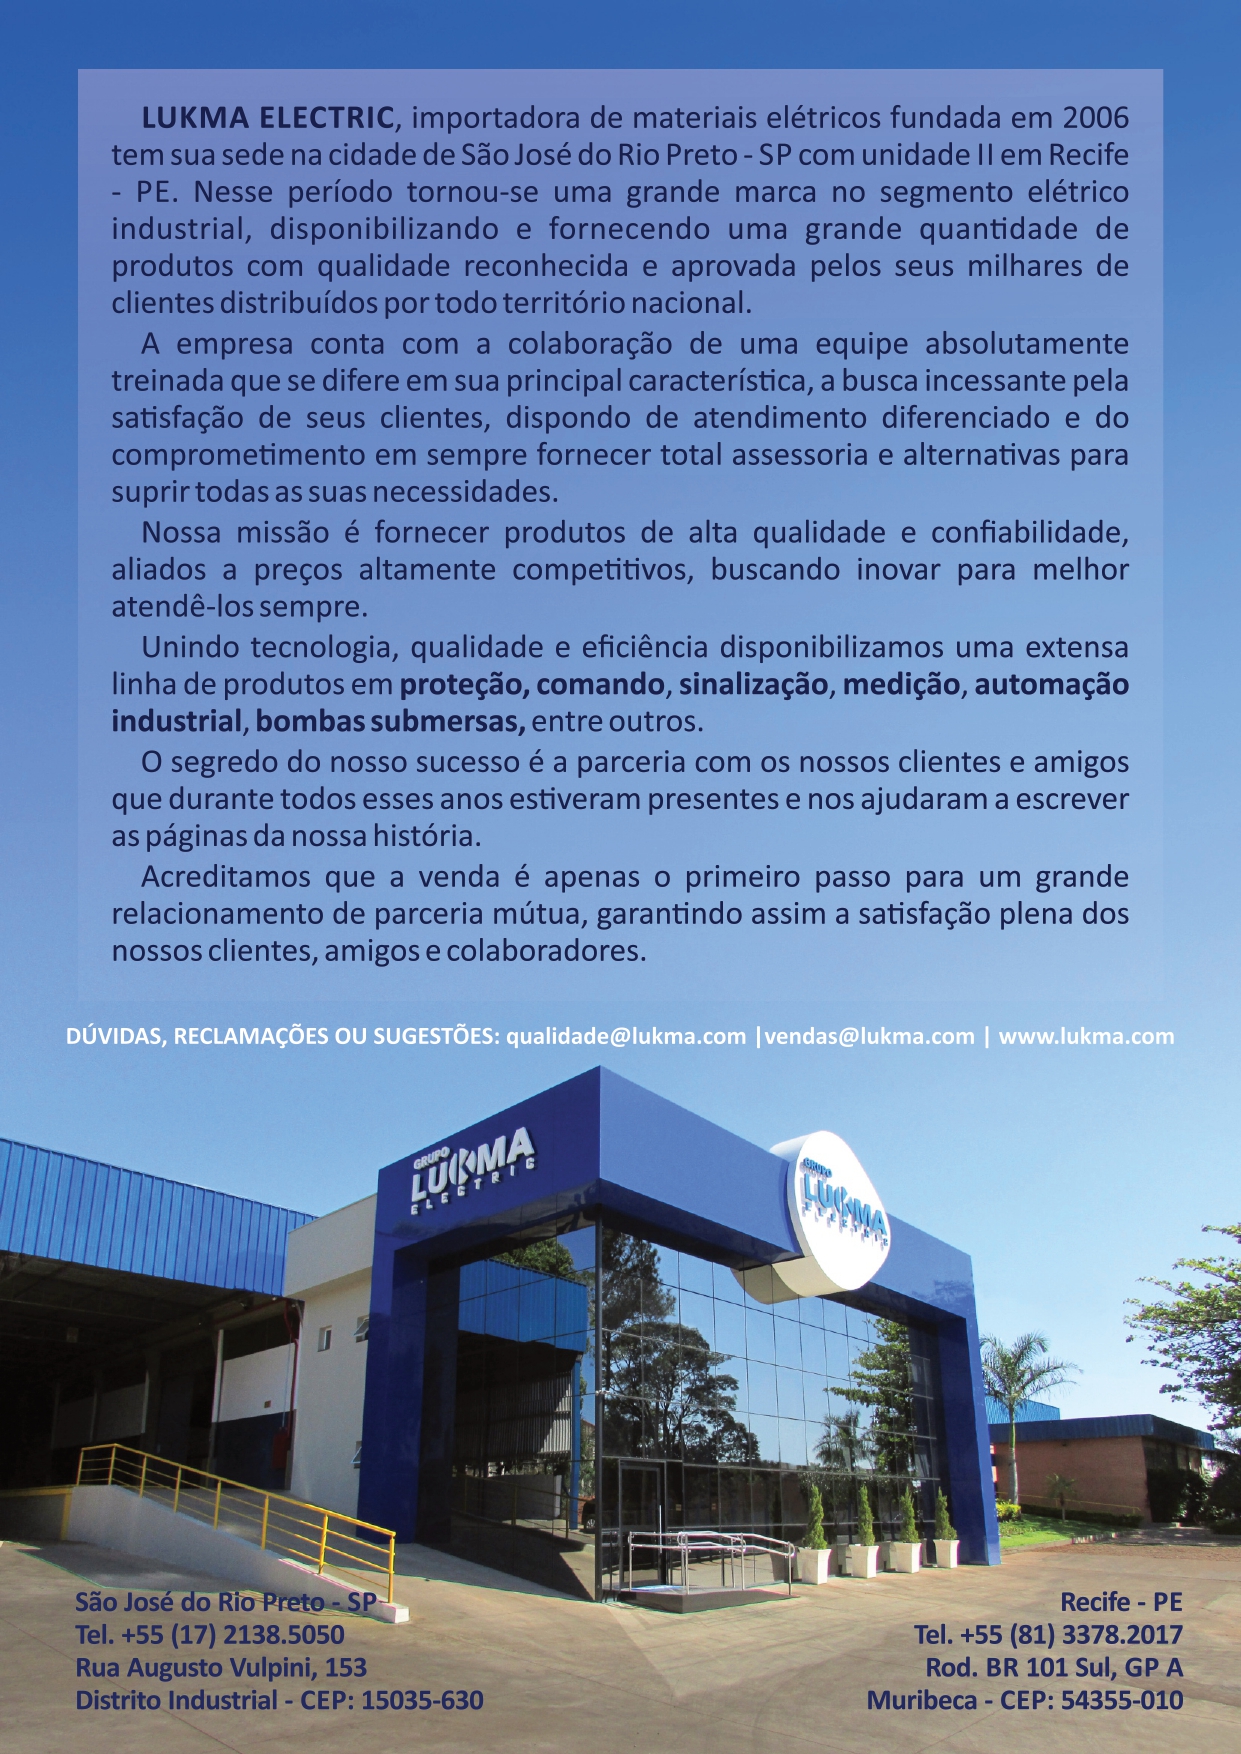 LUKMA ELECTRIC, importadora de materiais elétricos fundada em 2006
tem sua sede na cidade de São José do Rio Preto - SP com unidade II em Recife
- PE. Nesse período tornou-se uma grande marca no segmento elétrico
industrial, disponibilizando e fornecendo uma grande quantidade de
produtos com qualidade reconhecida e aprovada pelos seus milhares de
clientes distribuídos por todo território nacional.
A empresa conta com a colaboração de uma equipe absolutamente
treinada que se difere em sua principal característica, a busca incessante pela
satisfação de seus clientes, dispondo de atendimento diferenciado e do
comprometimento em sempre fornecer total assessoria e alternativas para
suprir todas as suas necessidades.
Nossa missão é fornecer produtos de alta qualidade e confiabilidade,
aliados a preços altamente competitivos, buscando inovar para melhor
atendê-los sempre.
Unindo tecnologia, qualidade e eficiência disponibilizamos uma extensa
linha de produtos em proteção, comando, sinalização, medição, automação
industrial, bombas submersas, entre outros.
O segredo do nosso sucesso é a parceria com os nossos clientes e amigos
que durante todos esses anos estiveram presentes e nos ajudaram a escrever
as páginas da nossa história.
Acreditamos que a venda é apenas o primeiro passo para um grande
relacionamento de parceria mútua, garantindo assim a satisfação plena dos
nossos clientes, amigos e colaboradores.
DÚVIDAS, RECLAMAÇÕES OU SUGESTÕES: qualidade@lukma.com |vendas@lukma.com | www.lukma.com
GRUPO
LUKMA
ELECTRIC
GRUPO
LUKMA
ELECTRIC
São José do Rio Preto - SP
Tel. +55 (17) 2138.5050
Rua Augusto Vulpini, 153
Distrito Industrial - CEP: 15035-630
Recife - PE
Tel. +55 (81) 3378.2017
Rod. BR 101 Sul, GP A
Muribeca - CEP: 54355-010